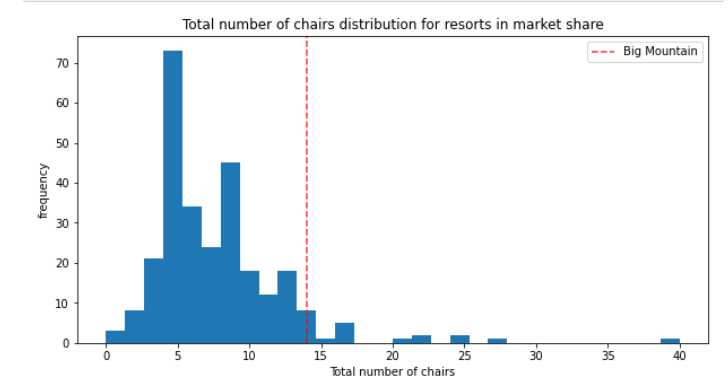 Total number of chairs distribution for resorts in market share
Big Mountain
frequency
70
60
50
40
30
20
10
0
0 5 10 15 20 25 30 35 40
Total number of chairs